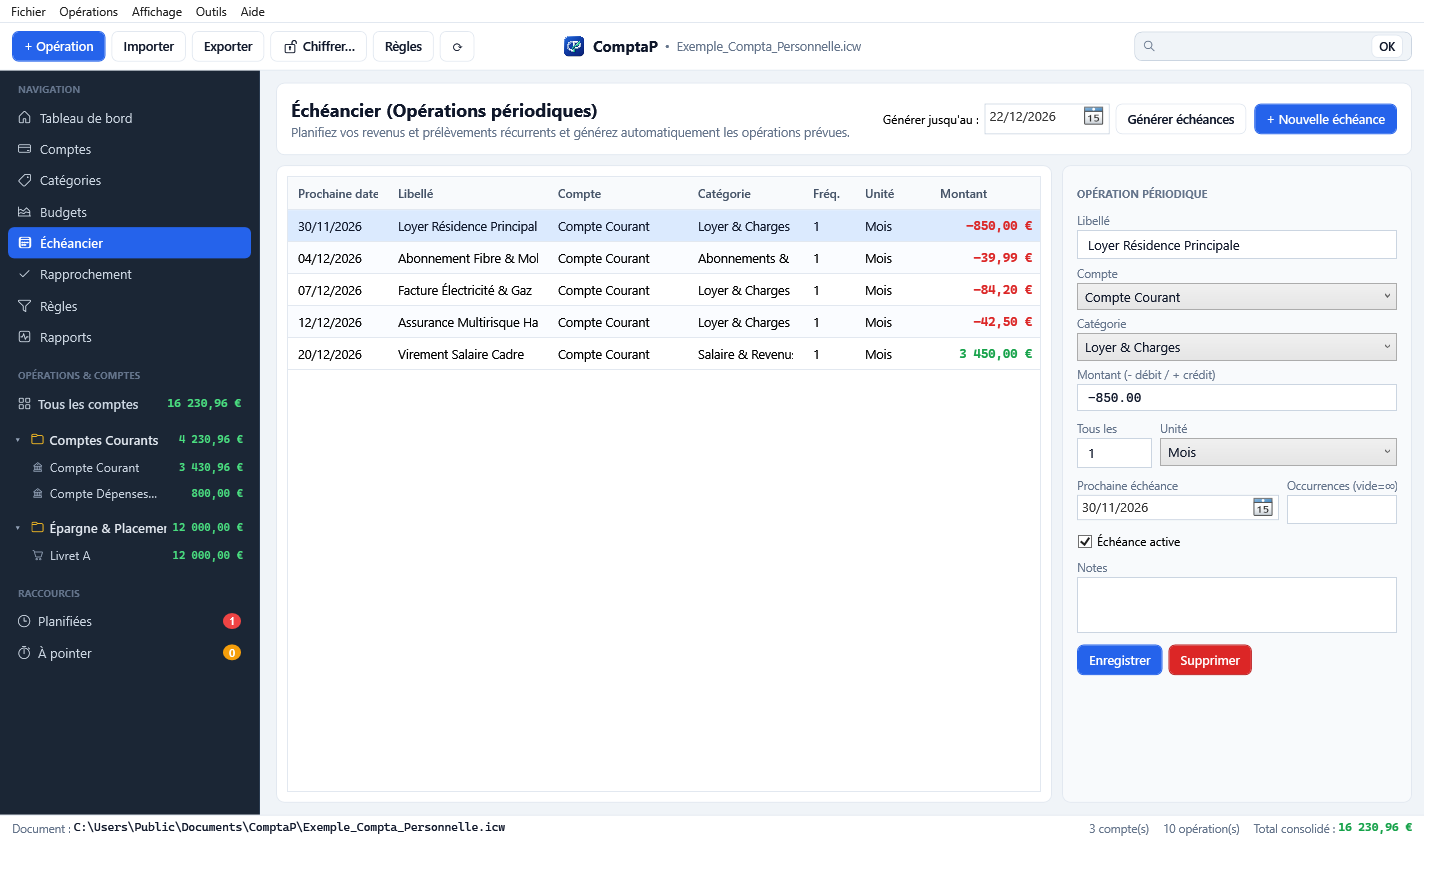 Fichier Opérations Affichage Outils Aide
+ Opération Importer Exporter Chiffrer... Règles ComptaP • Exemple_Compta_Personnelle.icw OK
NAVIGATION
Tableau de bord
Comptes
Catégories
Budgets
Échéancier
Rapprochement
Règles
Rapports
OPÉRATIONS & COMPTES
Tous les comptes 16 230,96 €
Comptes Courants 4 230,96 €
Compte Courant 3 430,96 €
Compte Dépenses... 800,00 €
Épargne & Placemer 12 000,00 €
Livret A 12 000,00 €
RACCOURCIS
Planifiées 1
À pointer 0
Échéancier (Opérations périodiques)
Planifiez vos revenus et prélèvements récurrents et générez automatiquement les opérations prévues.
Générer jusqu'au : 22/12/2026 15 Générer échéances + Nouvelle échéance
Prochaine date Libellé Compte Catégorie Fréq. Unité Montant
30/11/2026 Loyer Résidence Principal Compte Courant Loyer & Charges 1 Mois −850,00 €
04/12/2026 Abonnement Fibre & Mol Compte Courant Abonnements & 1 Mois −39,99 €
07/12/2026 Facture Électricité & Gaz Compte Courant Loyer & Charges 1 Mois −84,20 €
12/12/2026 Assurance Multirisque Ha Compte Courant Loyer & Charges 1 Mois −42,50 €
20/12/2026 Virement Salaire Cadre Compte Courant Salaire & Revenus 1 Mois 3 450,00 €
OPÉRATION PÉRIODIQUE
Libellé
Loyer Résidence Principale
Compte
Compte Courant
Catégorie
Loyer & Charges
Montant (- débit / + crédit)
−850.00
Tous les Unité
1 Mois
Prochaine échéance Occurrences (vide=∞)
30/11/2026 15
Échéance active
Notes
Enregistrer Supprimer
Document : C:\Users\Public\Documents\ComptaP\Exemple_Compta_Personnelle.icw 3 compte(s) 10 opération(s) Total consolidé : 16 230,96 €